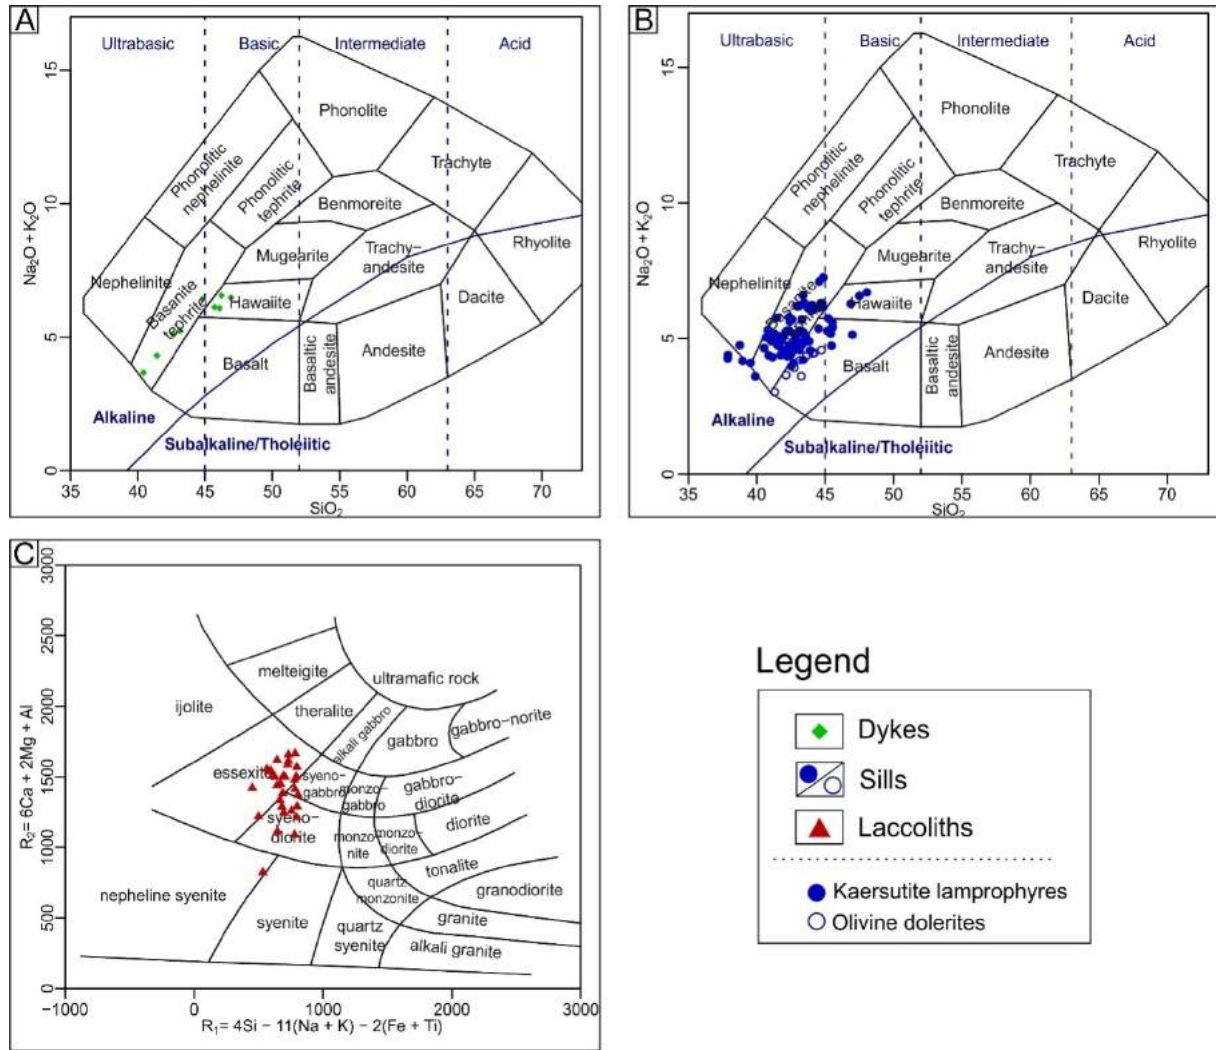 A
Ultrabasic
Basic
Intermediate
Acid
Phonolite
Trachyte
Phonolitic
nephelinite
Phonolitic
tephrite
Benmoreite
Mugearite
Trachy−
andesite
Rhyolite
Nephelinite
Basanite
tephrite
Hawaiite
Dacite
Basalt
Basaltic
andesite
Andesite
Alkaline
Subalkaline/Tholeiitic
Na₂O + K₂O
0
5
10
15
35
45
50
55
60
65
70
SiO₂
B
Ultrabasic
Basic
Intermediate
Acid
Phonolite
Trachyte
Phonolitic
nephelinite
Phonolitic
tephrite
Benmoreite
Mugearite
Trachy−
andesite
Rhyolite
Nephelinite
Basanite
Hawaiite
Dacite
Basalt
Basaltic
andesite
Andesite
Alkaline
Subalkaline/Tholeiitic
Na₂O + K₂O
0
5
10
15
35
40
45
50
55
60
65
70
SiO₂
C
melteigite
ultramafic rock
ijolite
theralite
alkali gabbro
gabbro
gabbro−norite
essexite
syeno−
gabbro
monzo−
gabbro
gabbro−
diorite
syeno−
diorite
monzo−
nite
monzo−
diorite
diorite
tonalite
nepheline syenite
syenite
quartz
monzonite
granodiorite
quartz
syenite
granite
alkali granite
R₂= 6Ca + 2Mg + Al
0
500
1000
1500
2000
2500
3000
−1000
0
1000
2000
3000
R₁= 4Si − 11(Na + K) − 2(Fe + Ti)
Legend
Dykes
Sills
Laccoliths
Kaersutite lamprophyres
Olivine dolerites